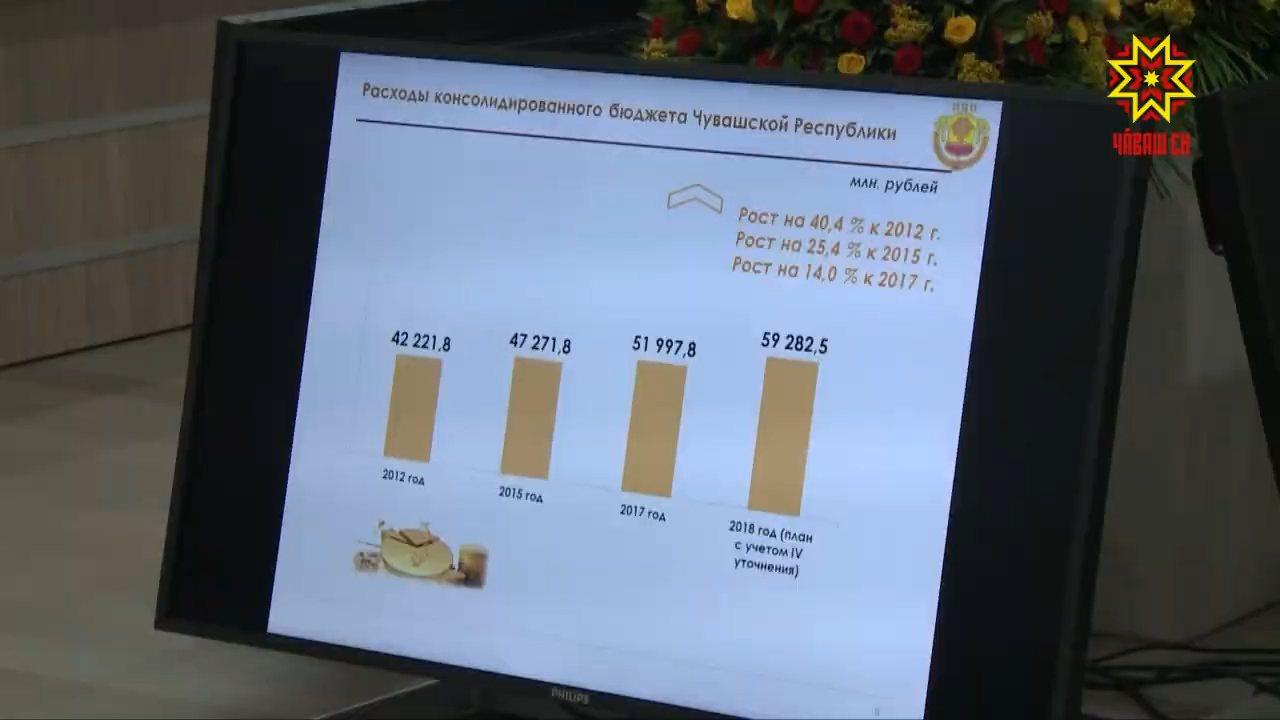 Расходы консолидированного бюджета Чувашской Республики
млн. рублей
Рост на 40,4 % к 2012 г.
Рост на 25,4 % к 2015 г.
Рост на 14,0 % к 2017 г.
42 221,8
47 271,8
51 997,8
59 282,5
2012 год
2015 год
2017 год
2018 год (план
с учетом IV
уточнения)
PHILIPS
ЧĂВАШ ЕН